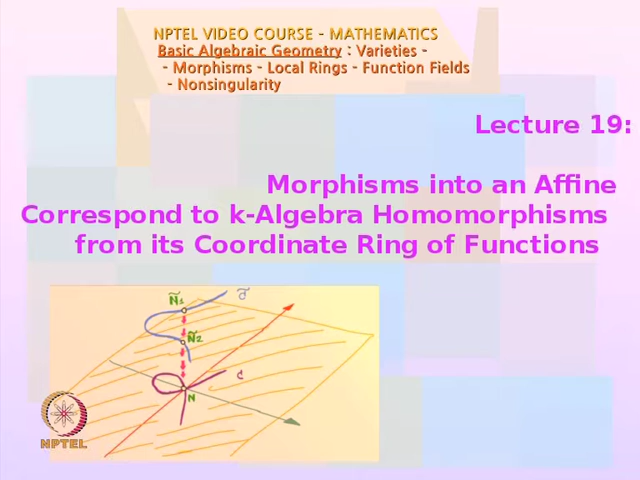 NPTEL VIDEO COURSE - MATHEMATICS
Basic Algebraic Geometry : Varieties -
- Morphisms - Local Rings - Function Fields
- Nonsingularity
Lecture 19:
Morphisms into an Affine
Correspond to k-Algebra Homomorphisms
from its Coordinate Ring of Functions
Ñ1
Ñ2
N
NPTEL